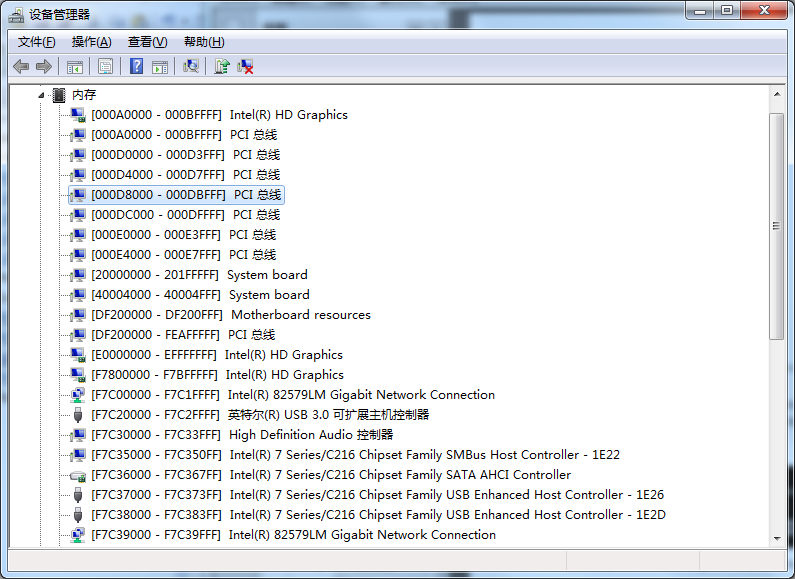 设备管理器
文件(F) 操作(A) 查看(V) 帮助(H)
内存
[000A0000 - 000BFFFF] Intel(R) HD Graphics
[000A0000 - 000BFFFF] PCI 总线
[000D0000 - 000D3FFF] PCI 总线
[000D4000 - 000D7FFF] PCI 总线
[000D8000 - 000DBFFF] PCI 总线
[000DC000 - 000DFFFF] PCI 总线
[000E0000 - 000E3FFF] PCI 总线
[000E4000 - 000E7FFF] PCI 总线
[20000000 - 201FFFFF] System board
[40004000 - 40004FFF] System board
[DF200000 - DF200FFF] Motherboard resources
[DF200000 - FEAFFFFF] PCI 总线
[E0000000 - EFFFFFFF] Intel(R) HD Graphics
[F7800000 - F7BFFFFF] Intel(R) HD Graphics
[F7C00000 - F7C1FFFF] Intel(R) 82579LM Gigabit Network Connection
[F7C20000 - F7C2FFFF] 英特尔(R) USB 3.0 可扩展主机控制器
[F7C30000 - F7C33FFF] High Definition Audio 控制器
[F7C35000 - F7C350FF] Intel(R) 7 Series/C216 Chipset Family SMBus Host Controller - 1E22
[F7C36000 - F7C367FF] Intel(R) 7 Series/C216 Chipset Family SATA AHCI Controller
[F7C37000 - F7C373FF] Intel(R) 7 Series/C216 Chipset Family USB Enhanced Host Controller - 1E26
[F7C38000 - F7C383FF] Intel(R) 7 Series/C216 Chipset Family USB Enhanced Host Controller - 1E2D
[F7C39000 - F7C39FFF] Intel(R) 82579LM Gigabit Network Connection